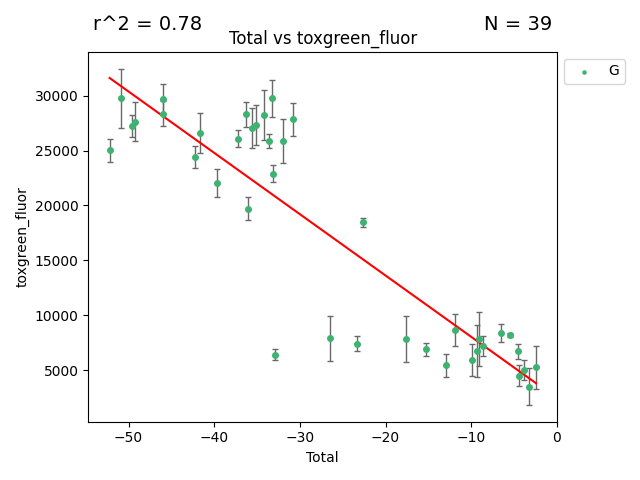 r^2 = 0.78
N = 39
Total vs toxgreen_fluor
G
30000
25000
20000
15000
10000
5000
toxgreen_fluor
−50
−40
−30
−20
−10
0
Total